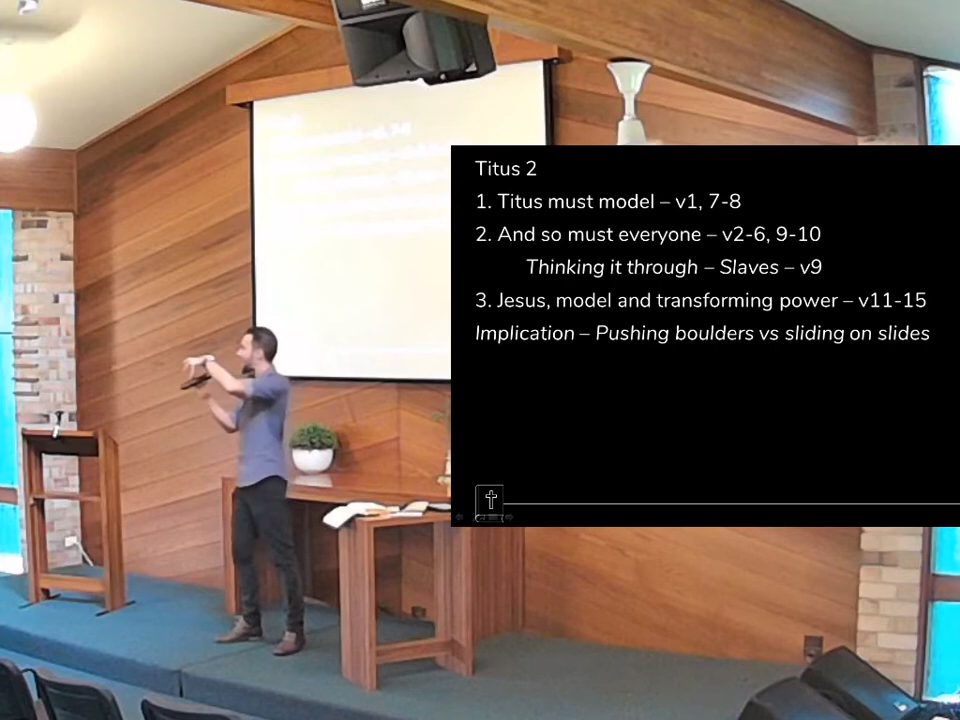 Titus 2
1. Titus must model – v1, 7-8
2. And so must everyone – v2-6, 9-10
Thinking it through – Slaves – v9
3. Jesus, model and transforming power – v11-15
Implication – Pushing boulders vs sliding on slides